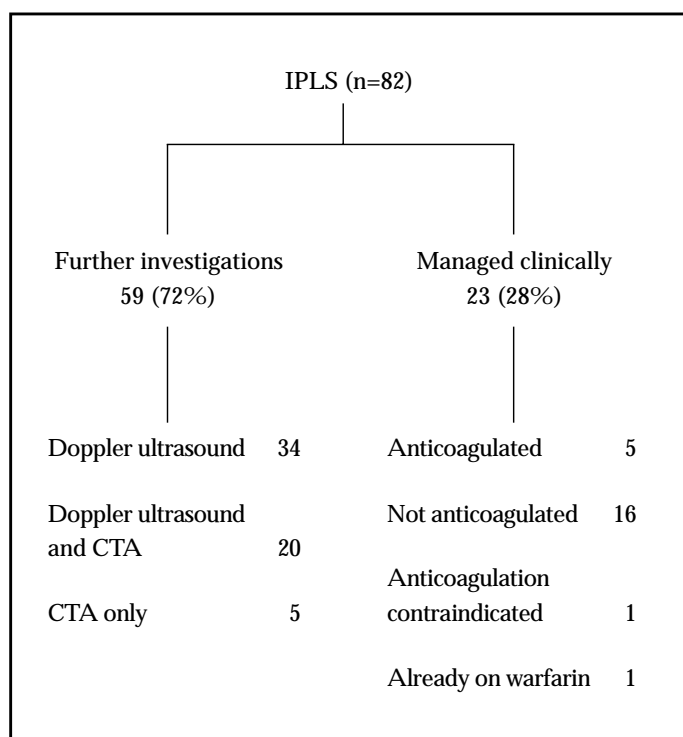 IPLS (n=82)
Further investigations
59 (72%)
Managed clinically
23 (28%)
Doppler ultrasound 34
Doppler ultrasound
and CTA 20
CTA only 5
Anticoagulated 5
Not anticoagulated 16
Anticoagulation
contraindicated 1
Already on warfarin 1